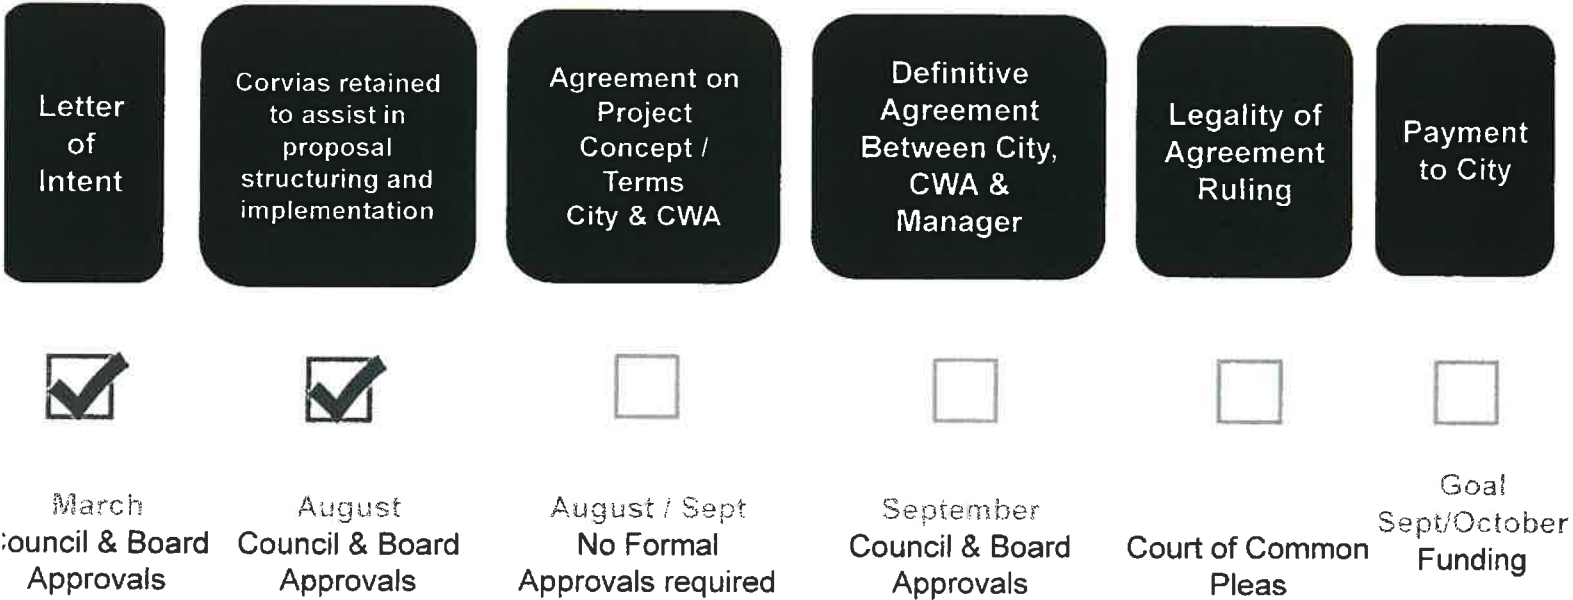 Letter
of
Intent
Corvias retained
to assist in
proposal
structuring and
implementation
Agreement on
Project
Concept /
Terms
City & CWA
Definitive
Agreement
Between City,
CWA &
Manager
Legality of
Agreement
Ruling
Payment
to City
March
ouncil & Board
Approvals
August
Council & Board
Approvals
August / Sept
No Formal
Approvals required
September
Council & Board
Approvals
Court of Common
Pleas
Goal
Sept/October
Funding